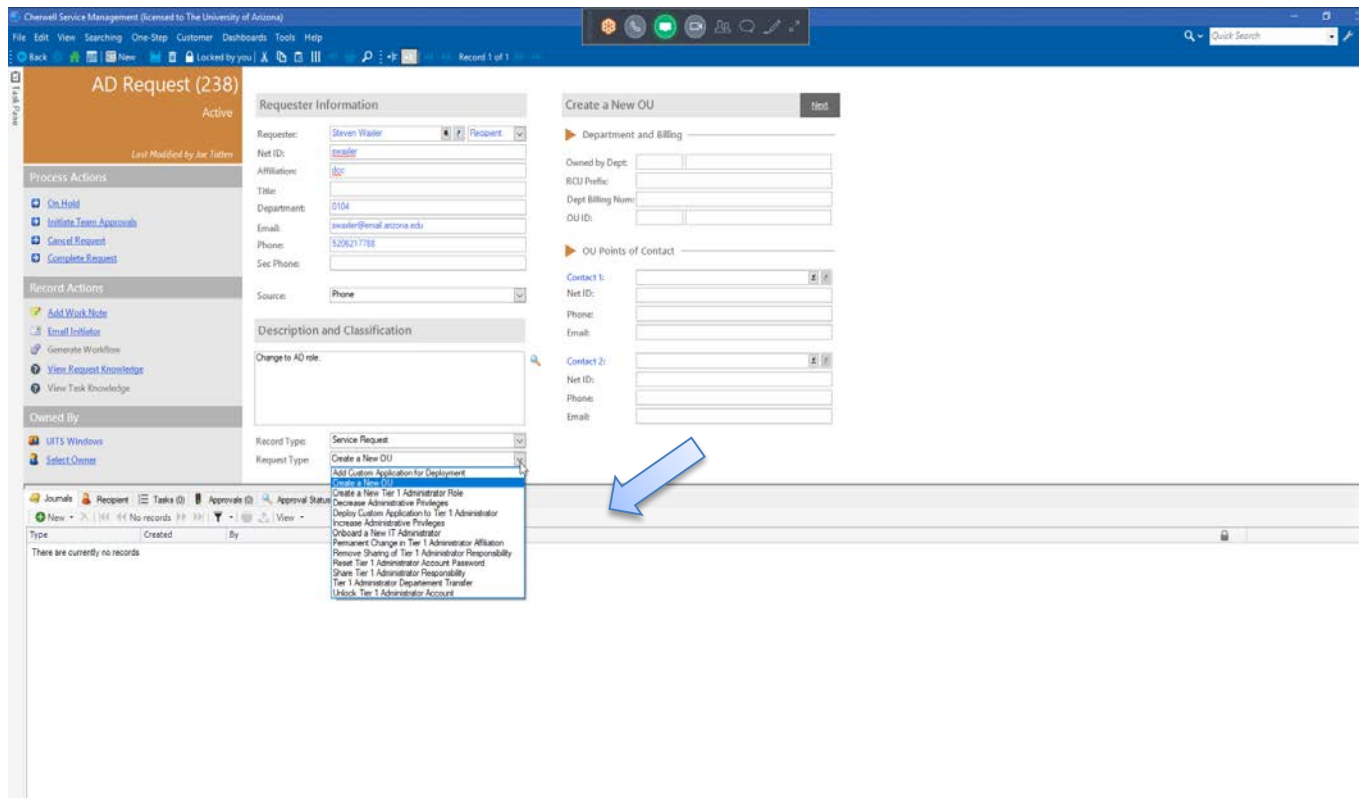 Cherwell Service Management (licensed to The University of Arizona)
File Edit View Searching One-Step Customer Dashboards Tools Help
Quick Search
Back New Locked by you Record 1 of 1
Task Pane
AD Request (238)
Active
Last Modified by Joe Totten
Process Actions
On Hold
Initiate Team Approvals
Cancel Request
Complete Request
Record Actions
Add Work Note
Email Initiator
Generate Workflow
View Request Knowledge
View Task Knowledge
Owned By
UITS Windows
Select Owner
Requester Information
Requester: Steven Waxler Recipient
Net ID: swaxler
Affiliation: dcc
Title:
Department: 0104
Email: swaxler@email.arizona.edu
Phone: 5206217788
Sec Phone:
Source: Phone
Description and Classification
Change to AD role.
Record Type: Service Request
Request Type: Create a New OU
Add Custom Application for Deployment
Create a New OU
Create a New Tier 1 Administrator Role
Decrease Administrative Privileges
Deploy Custom Application to Tier 1 Administrator
Increase Administrative Privileges
Onboard a New IT Administrator
Permanent Change in Tier 1 Administrator Affiliation
Remove Sharing of Tier 1 Administrator Responsibility
Reset Tier 1 Administrator Account Password
Share Tier 1 Administrator Responsability
Tier 1 Administrator Departement Transfer
Unlock Tier 1 Administrator Account
Create a New OU Next
Department and Billing
Owned by Dept:
RCU Prefix:
Dept Billing Num:
OU ID:
OU Points of Contact
Contact 1:
Net ID:
Phone:
Email:
Contact 2:
Net ID:
Phone:
Email:
Journals Recipient Tasks (0) Approvals (0) Approval Status
New No records View
Type Created By
There are currently no records